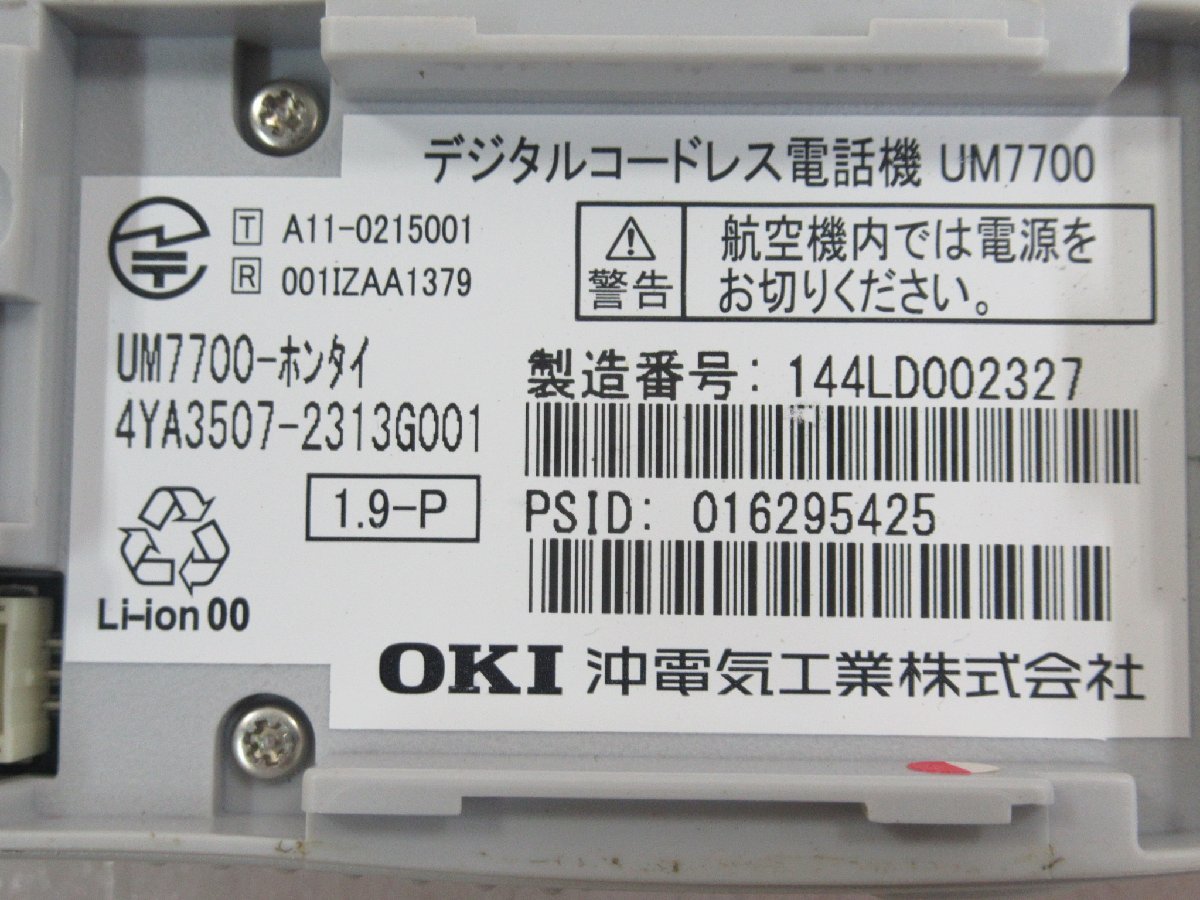 デジタルコードレス電話機 UM7700
T A11-0215001
R 001IZAA1379
警告
航空機内では電源を
お切りください。
UM7700-ホンタイ
4YA3507-2313G001
製造番号: 144LD002327
1.9-P
PSID: 016295425
Li-ion 00
OKI 沖電気工業株式会社